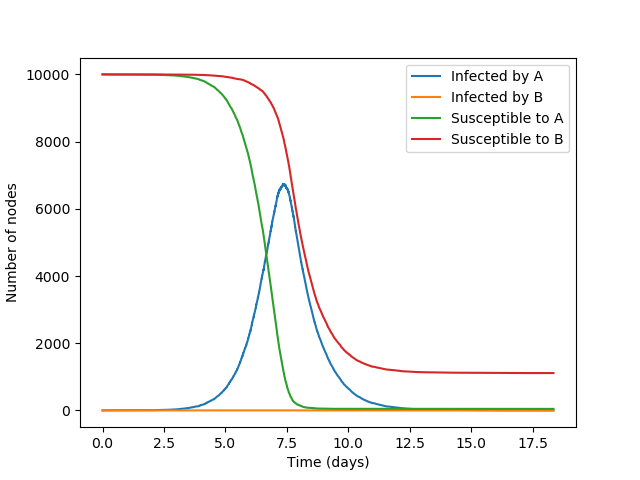 10000
8000
6000
4000
2000
0
Number of nodes
0.0 2.5 5.0 7.5 10.0 12.5 15.0 17.5
Time (days)
Infected by A
Infected by B
Susceptible to A
Susceptible to B